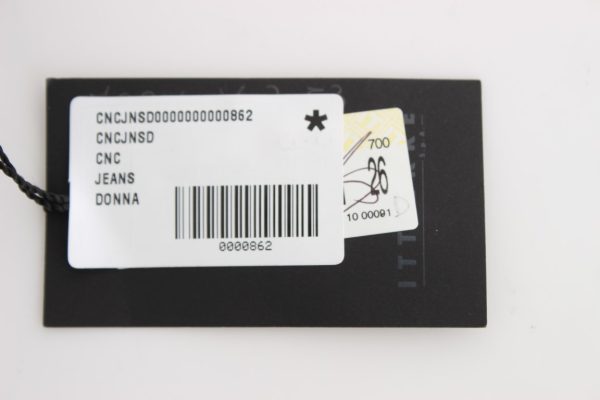 CNCJNSD0000000000862
CNCJNSD
CNC
JEANS
DONNA
*
0000862
700
26
10 00091